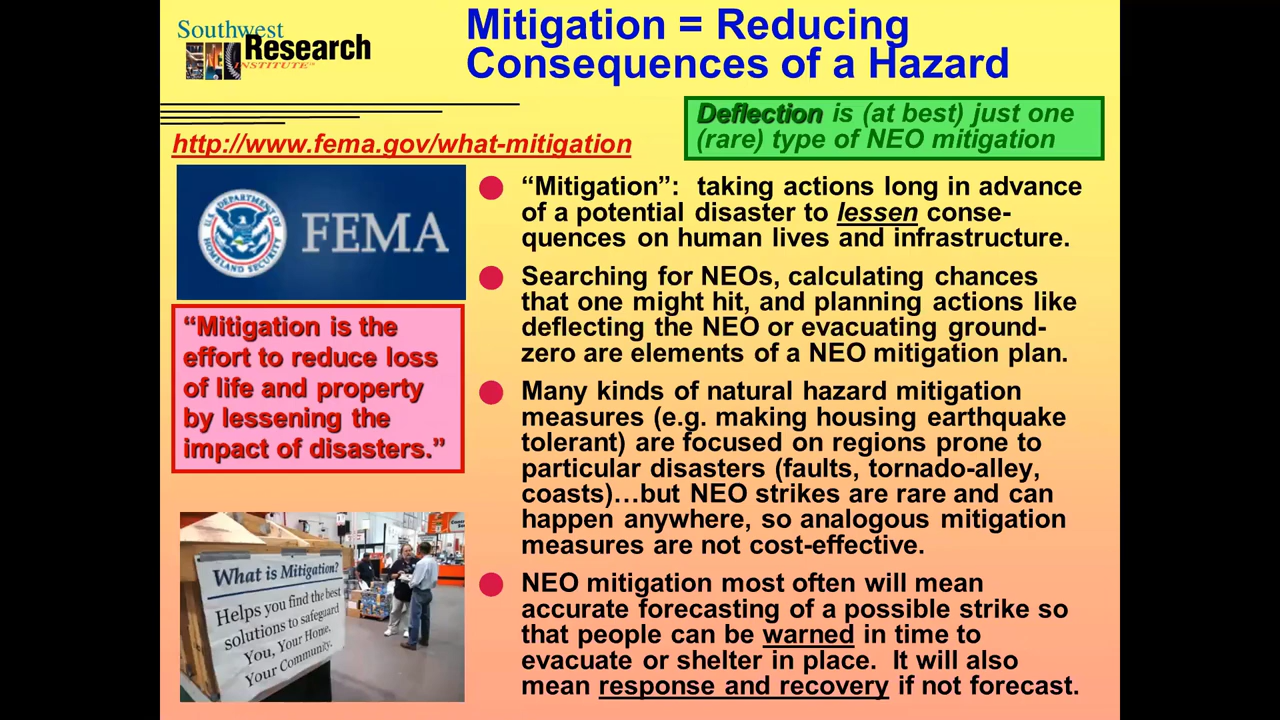 Southwest
Research
INSTITUTE™
Mitigation = Reducing
Consequences of a Hazard
http://www.fema.gov/what-mitigation
Deflection is (at best) just one
(rare) type of NEO mitigation
U.S. DEPARTMENT OF
HOMELAND SECURITY
FEMA
“Mitigation is the
effort to reduce loss
of life and property
by lessening the
impact of disasters.”
What is Mitigation?
Helps you find the best
solutions to safeguard
You, Your Home,
Your Community.
“Mitigation”: taking actions long in advance
of a potential disaster to lessen conse-
quences on human lives and infrastructure.
Searching for NEOs, calculating chances
that one might hit, and planning actions like
deflecting the NEO or evacuating ground-
zero are elements of a NEO mitigation plan.
Many kinds of natural hazard mitigation
measures (e.g. making housing earthquake
tolerant) are focused on regions prone to
particular disasters (faults, tornado-alley,
coasts)…but NEO strikes are rare and can
happen anywhere, so analogous mitigation
measures are not cost-effective.
NEO mitigation most often will mean
accurate forecasting of a possible strike so
that people can be warned in time to
evacuate or shelter in place. It will also
mean response and recovery if not forecast.